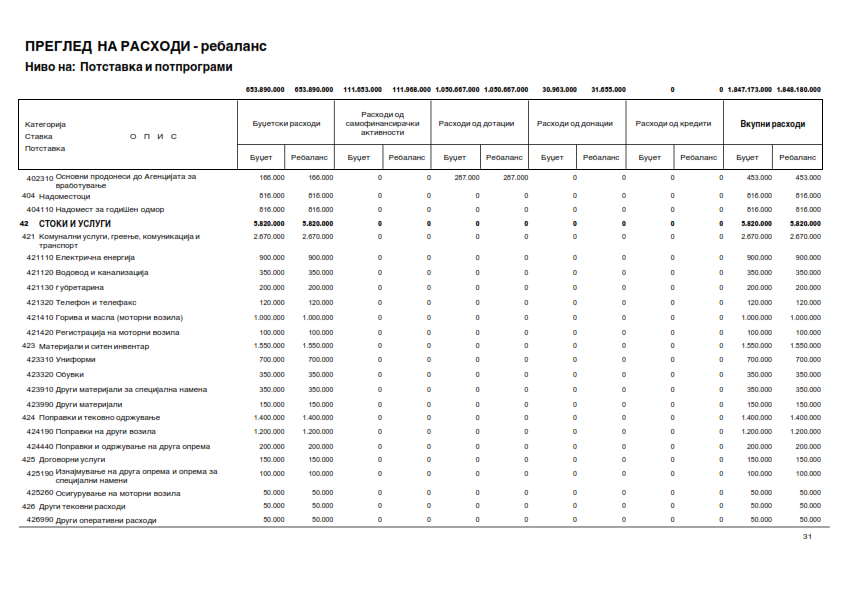 ПРЕГЛЕД НА РАСХОДИ - ребаланс
Ниво на: Потставка и потпрограми
653.890.000 653.890.000 111.653.000 111.968.000 1.050.667.000 1.050.667.000 30.963.000 31.655.000 0 0 1.847.173.000 1.848.180.000
Категорија
Ставка О П И С
Потставка
Буџетски расходи
Расходи од самофинансирачки активности
Расходи од дотации
Расходи од донации
Расходи од кредити
Вкупни расходи
Буџет Ребаланс Буџет Ребаланс Буџет Ребаланс Буџет Ребаланс Буџет Ребаланс Буџет Ребаланс
402310 Основни продонеси до Агенцијата за 166.000 166.000 0 0 287.000 287.000 0 0 0 0 453.000 453.000
вработување
404 Надоместоци 816.000 816.000 0 0 0 0 0 0 0 0 816.000 816.000
404110 Надомест за годишен одмор 816.000 816.000 0 0 0 0 0 0 0 0 816.000 816.000
42 СТОКИ И УСЛУГИ 5.820.000 5.820.000 0 0 0 0 0 0 0 0 5.820.000 5.820.000
421 Комунални услуги, греење, комуникација и 2.670.000 2.670.000 0 0 0 0 0 0 0 0 2.670.000 2.670.000
транспорт
421110 Електрична енергија 900.000 900.000 0 0 0 0 0 0 0 0 900.000 900.000
421120 Водовод и канализација 350.000 350.000 0 0 0 0 0 0 0 0 350.000 350.000
421130 Ѓубретарина 200.000 200.000 0 0 0 0 0 0 0 0 200.000 200.000
421320 Телефон и телефакс 120.000 120.000 0 0 0 0 0 0 0 0 120.000 120.000
421410 Горива и масла (моторни возила) 1.000.000 1.000.000 0 0 0 0 0 0 0 0 1.000.000 1.000.000
421420 Регистрација на моторни возила 100.000 100.000 0 0 0 0 0 0 0 0 100.000 100.000
423 Материјали и ситен инвентар 1.550.000 1.550.000 0 0 0 0 0 0 0 0 1.550.000 1.550.000
423310 Униформи 700.000 700.000 0 0 0 0 0 0 0 0 700.000 700.000
423320 Обувки 350.000 350.000 0 0 0 0 0 0 0 0 350.000 350.000
423910 Други материјали за специјална намена 350.000 350.000 0 0 0 0 0 0 0 0 350.000 350.000
423990 Други материјали 150.000 150.000 0 0 0 0 0 0 0 0 150.000 150.000
424 Поправки и тековно одржување 1.400.000 1.400.000 0 0 0 0 0 0 0 0 1.400.000 1.400.000
424190 Поправки на други возила 1.200.000 1.200.000 0 0 0 0 0 0 0 0 1.200.000 1.200.000
424440 Поправки и одржување на друга опрема 200.000 200.000 0 0 0 0 0 0 0 0 200.000 200.000
425 Договорни услуги 150.000 150.000 0 0 0 0 0 0 0 0 150.000 150.000
425190 Изнајмување на друга опрема и опрема за 100.000 100.000 0 0 0 0 0 0 0 0 100.000 100.000
специјални намени
425260 Осигурување на моторни возила 50.000 50.000 0 0 0 0 0 0 0 0 50.000 50.000
426 Други тековни расходи 50.000 50.000 0 0 0 0 0 0 0 0 50.000 50.000
426990 Други оперативни расходи 50.000 50.000 0 0 0 0 0 0 0 0 50.000 50.000
31